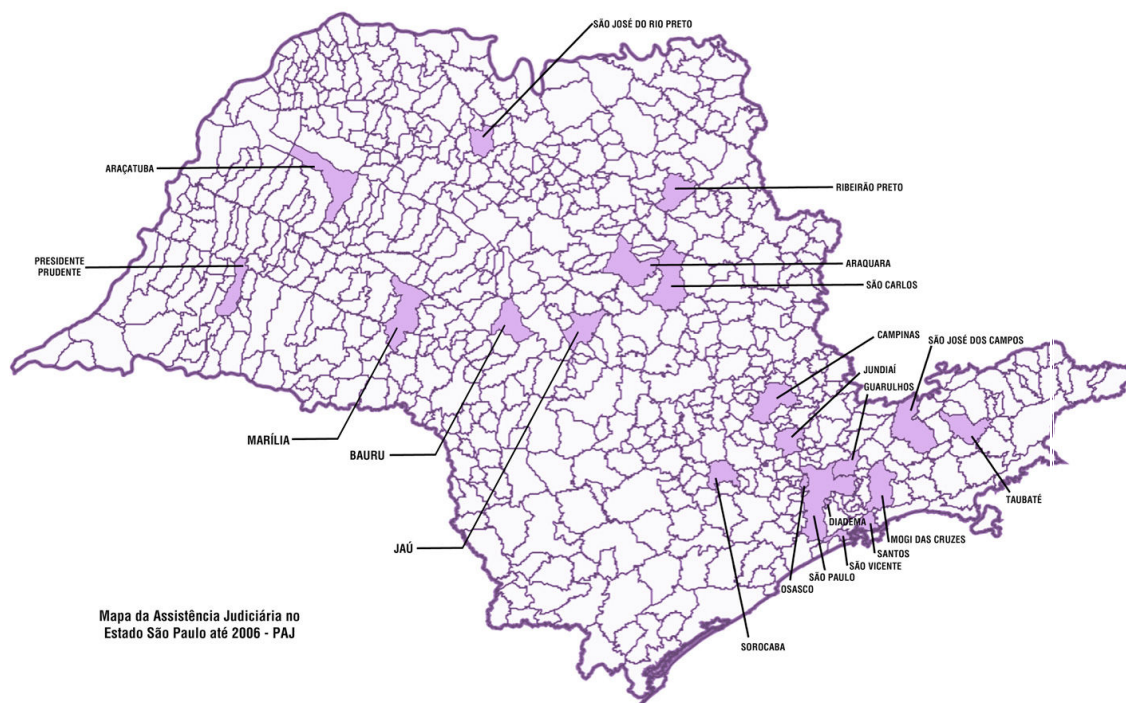 SÃO JOSÉ DO RIO PRETO
ARAÇATUBA
RIBEIRÃO PRETO
PRESIDENTE
PRUDENTE
ARAQUARA
SÃO CARLOS
CAMPINAS
SÃO JOSÉ DOS CAMPOS
JUNDIAÍ
GUARULHOS
MARÍLIA
BAURU
TAUBATÉ
DIADEMA
MOGI DAS CRUZES
JAÚ
SANTOS
SÃO VICENTE
SÃO PAULO
OSASCO
Mapa da Assistência Judiciária no
Estado São Paulo até 2006 - PAJ
SOROCABA